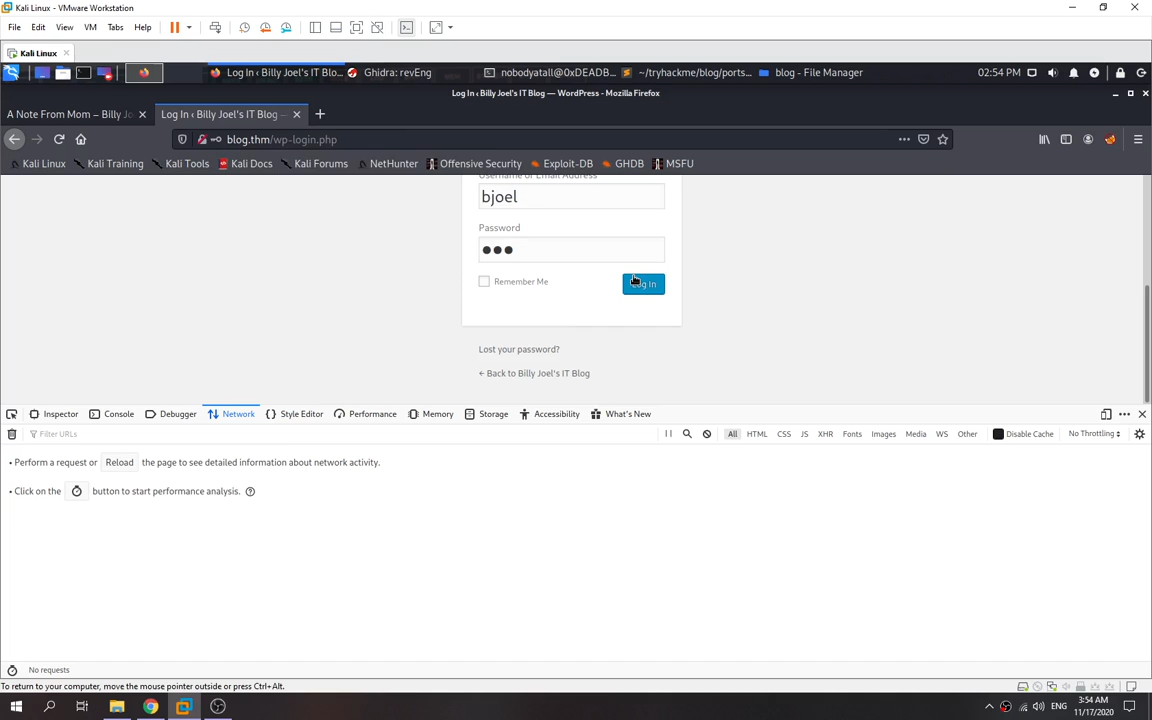 Kali Linux - VMware Workstation
File Edit View VM Tabs Help
Kali Linux
Log In ‹ Billy Joel's IT Blo... Ghidra: revEng nobodyatall@0xDEADB... ~/tryhackme/blog/ports... blog - File Manager 02:54 PM
Log In ‹ Billy Joel's IT Blog — WordPress - Mozilla Firefox
A Note From Mom – Billy Jo Log In ‹ Billy Joel's IT Blog —
blog.thm/wp-login.php
Kali Linux Kali Training Kali Tools Kali Docs Kali Forums NetHunter Offensive Security Exploit-DB GHDB MSFU
Username or Email Address
bjoel
Password
Remember Me Log In
Lost your password?
← Back to Billy Joel's IT Blog
Inspector Console Debugger Network Style Editor Performance Memory Storage Accessibility What's New
Filter URLs All HTML CSS JS XHR Fonts Images Media WS Other Disable Cache No Throttling
• Perform a request or Reload the page to see detailed information about network activity.
• Click on the button to start performance analysis.
No requests
To return to your computer, move the mouse pointer outside or press Ctrl+Alt.
ENG 3:54 AM
11/17/2020